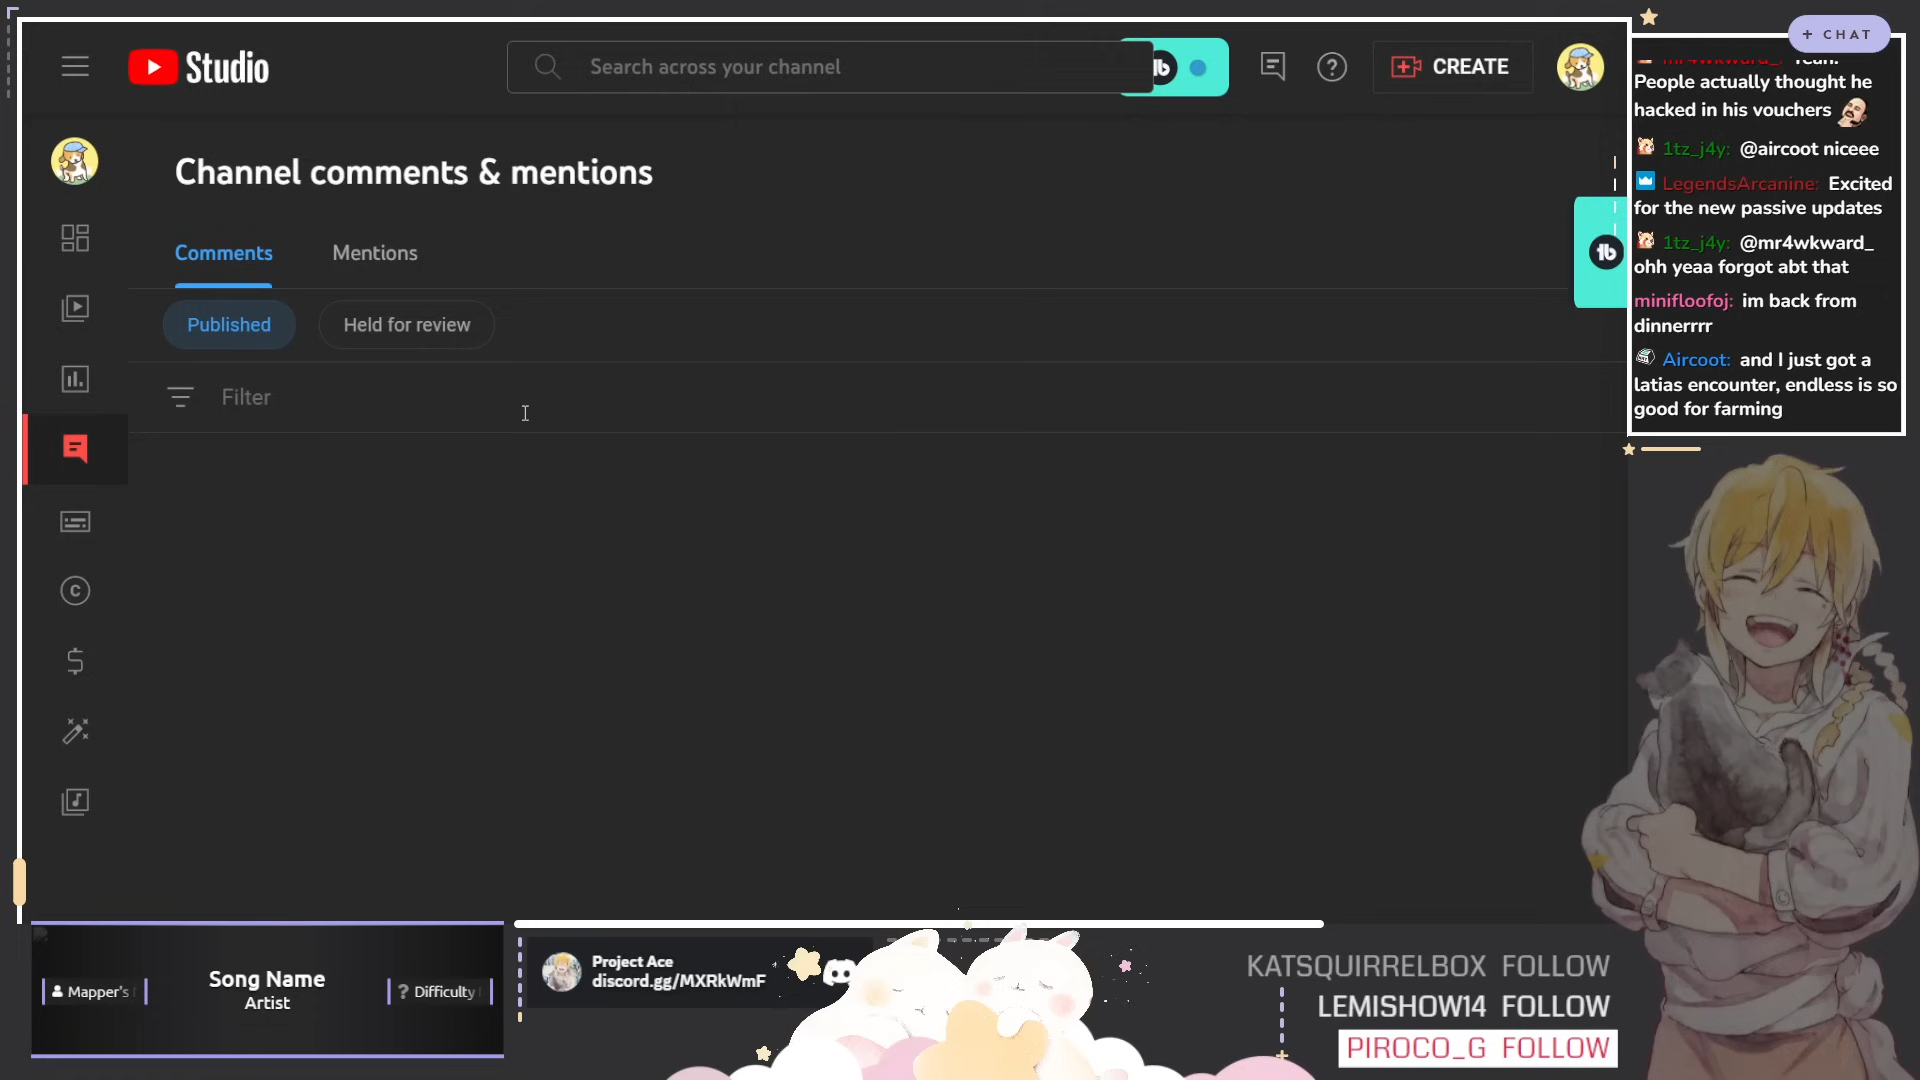 Studio
Search across your channel
CREATE
Channel comments & mentions
Comments
Mentions
Published
Held for review
Filter
+ CHAT
mr4wkward_: Yeah!
People actually thought he
hacked in his vouchers
1tz_j4y: @aircoot niceee
LegendsArcanine: Excited
for the new passive updates
1tz_j4y: @mr4wkward_
ohh yeaa forgot abt that
minifloofoj: im back from
dinnerrrr
Aircoot: and I just got a
latias encounter, endless is so
good for farming
Mapper's
Song Name
Artist
? Difficulty
Project Ace
discord.gg/MXRkWmF
KATSQUIRRELBOX FOLLOW
LEMISHOW14 FOLLOW
PIROCO_G FOLLOW